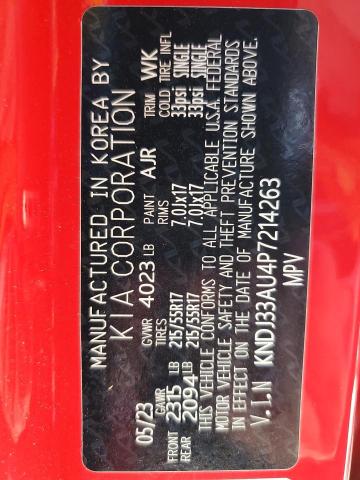 MANUFACTURED IN KOREA BY
KIA CORPORATION
05/23 GVWR 4023 LB PAINT AJR TRIM WK
GAWR TIRES RIMS COLD TIRE INFL
FRONT 2315 LB 215/55R17 7.0Jx17 33psi SINGLE
REAR 2094 LB 215/55R17 7.0Jx17 33psi SINGLE
THIS VEHICLE CONFORMS TO ALL APPLICABLE U.S.A. FEDERAL
MOTOR VEHICLE SAFETY AND THEFT PREVENTION STANDARDS
IN EFFECT ON THE DATE OF MANUFACTURE SHOWN ABOVE.
V.I.N KNDJ33AU4P7214263
MPV